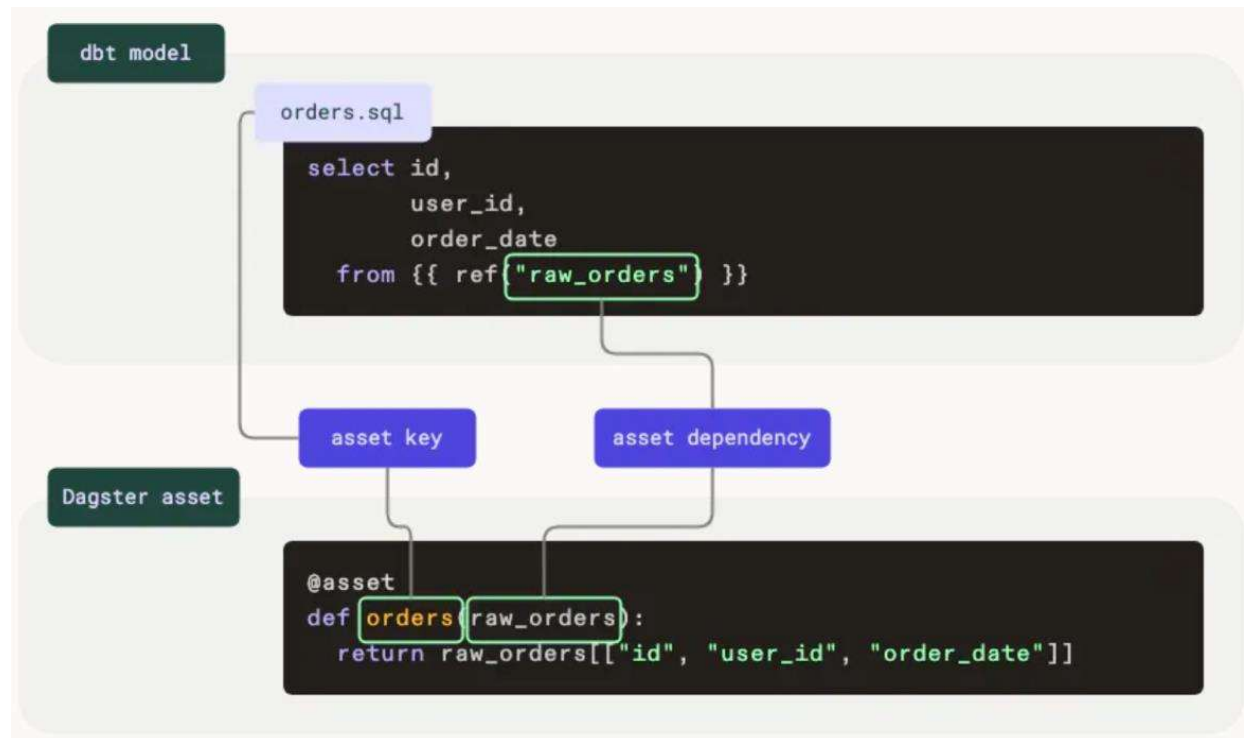 dbt model
orders.sql
select id,
user_id,
order_date
from {{ ref("raw_orders") }}
asset key
asset dependency
Dagster asset
@asset
def orders(raw_orders):
return raw_orders[["id", "user_id", "order_date"]]